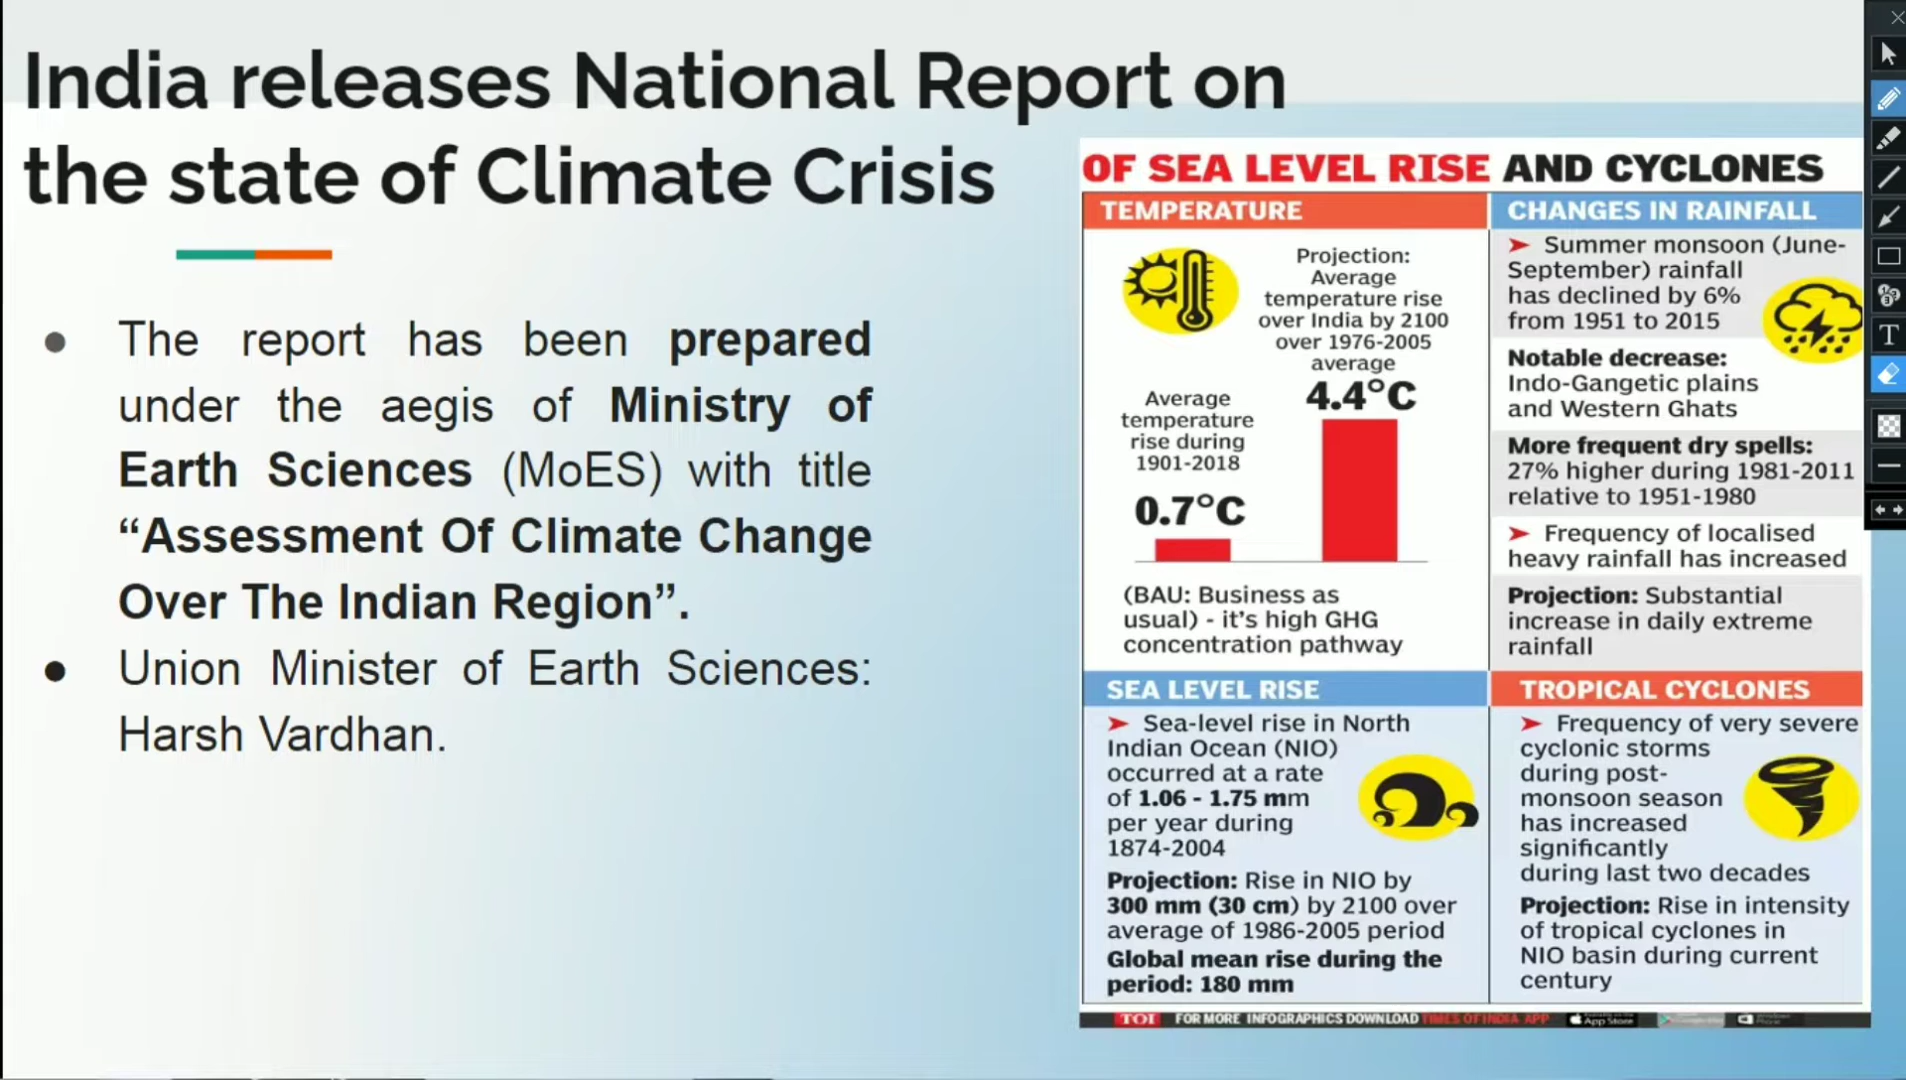 India releases National Report on
the state of Climate Crisis
● The report has been prepared
under the aegis of Ministry of
Earth Sciences (MoES) with title
“Assessment Of Climate Change
Over The Indian Region”.
● Union Minister of Earth Sciences:
Harsh Vardhan.
OF SEA LEVEL RISE AND CYCLONES
TEMPERATURE
Projection:
Average
temperature rise
over India by 2100
over 1976-2005
average
4.4°C
Average
temperature
rise during
1901-2018
0.7°C
(BAU: Business as
usual) - it's high GHG
concentration pathway
CHANGES IN RAINFALL
➤ Summer monsoon (June-
September) rainfall
has declined by 6%
from 1951 to 2015
Notable decrease:
Indo-Gangetic plains
and Western Ghats
More frequent dry spells:
27% higher during 1981-2011
relative to 1951-1980
➤ Frequency of localised
heavy rainfall has increased
Projection: Substantial
increase in daily extreme
rainfall
SEA LEVEL RISE
➤ Sea-level rise in North
Indian Ocean (NIO)
occurred at a rate
of 1.06 - 1.75 mm
per year during
1874-2004
Projection: Rise in NIO by
300 mm (30 cm) by 2100 over
average of 1986-2005 period
Global mean rise during the
period: 180 mm
TROPICAL CYCLONES
➤ Frequency of very severe
cyclonic storms
during post-
monsoon season
has increased
significantly
during last two decades
Projection: Rise in intensity
of tropical cyclones in
NIO basin during current
century
TOI FOR MORE INFOGRAPHICS DOWNLOAD TIMES OF INDIA APP
App Store
T